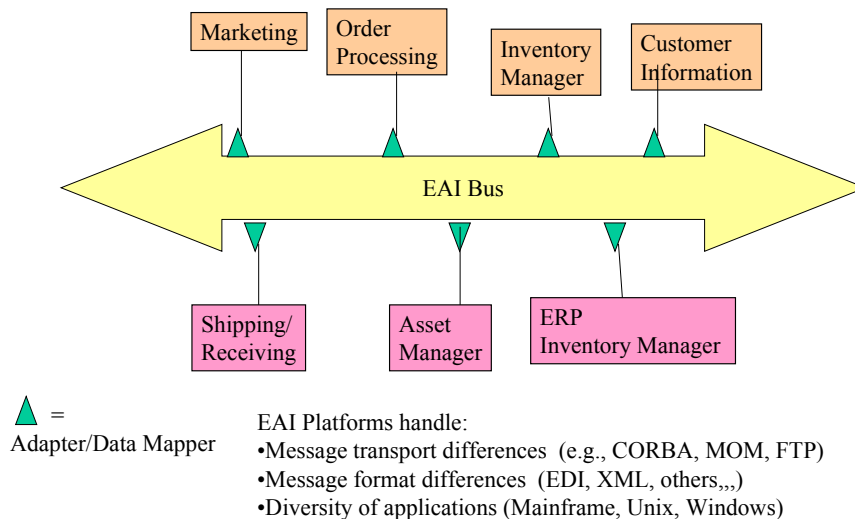 Marketing
Order
Processing
Inventory
Manager
Customer
Information
EAI Bus
Shipping/
Receiving
Asset
Manager
ERP
Inventory Manager
=
Adapter/Data Mapper
EAI Platforms handle:
•Message transport differences (e.g., CORBA, MOM, FTP)
•Message format differences (EDI, XML, others,,,)
•Diversity of applications (Mainframe, Unix, Windows)